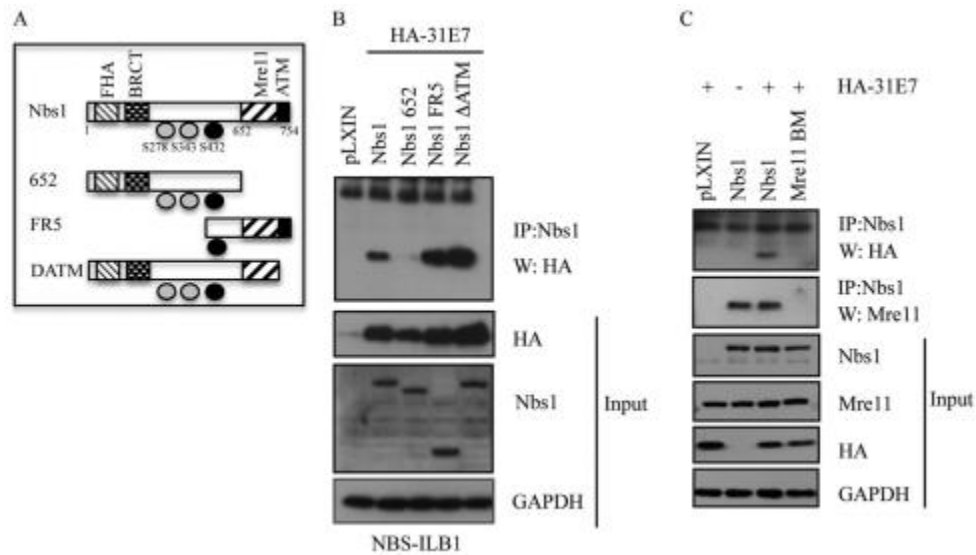 A
FHA
BRCT
Mre11
ATM
Nbs1
1
652
754
S278 S343 S432
652
FR5
DATM
B
HA-31E7
pLXIN
Nbs1
Nbs1 652
Nbs1 FR5
Nbs1 ΔATM
IP:Nbs1
W: HA
HA
Nbs1
Input
GAPDH
NBS-ILB1
C
+ - + + HA-31E7
pLXIN
Nbs1
Nbs1
Mre11 BM
IP:Nbs1
W: HA
IP:Nbs1
W: Mre11
Nbs1
Mre11
Input
HA
GAPDH